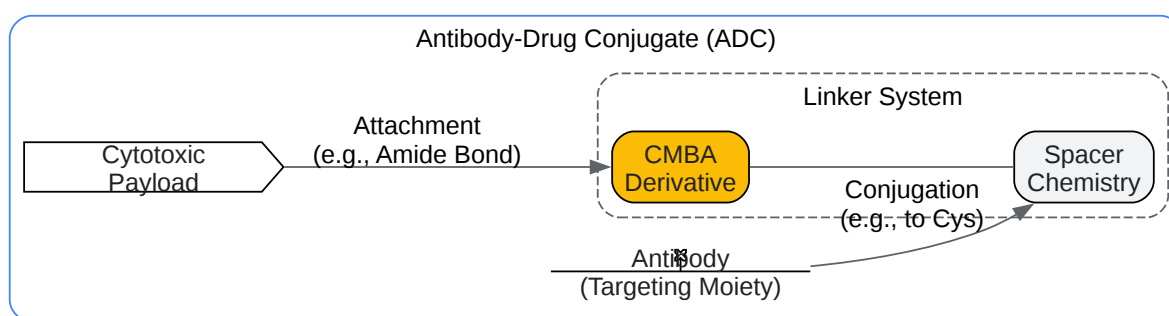 Antibody-Drug Conjugate (ADC)
Linker System
Attachment
(e.g., Amide Bond)
Cytotoxic
Payload
CMBA
Derivative
Spacer
Chemistry
Conjugation
(e.g., to Cys)
Antibody
(Targeting Moiety)